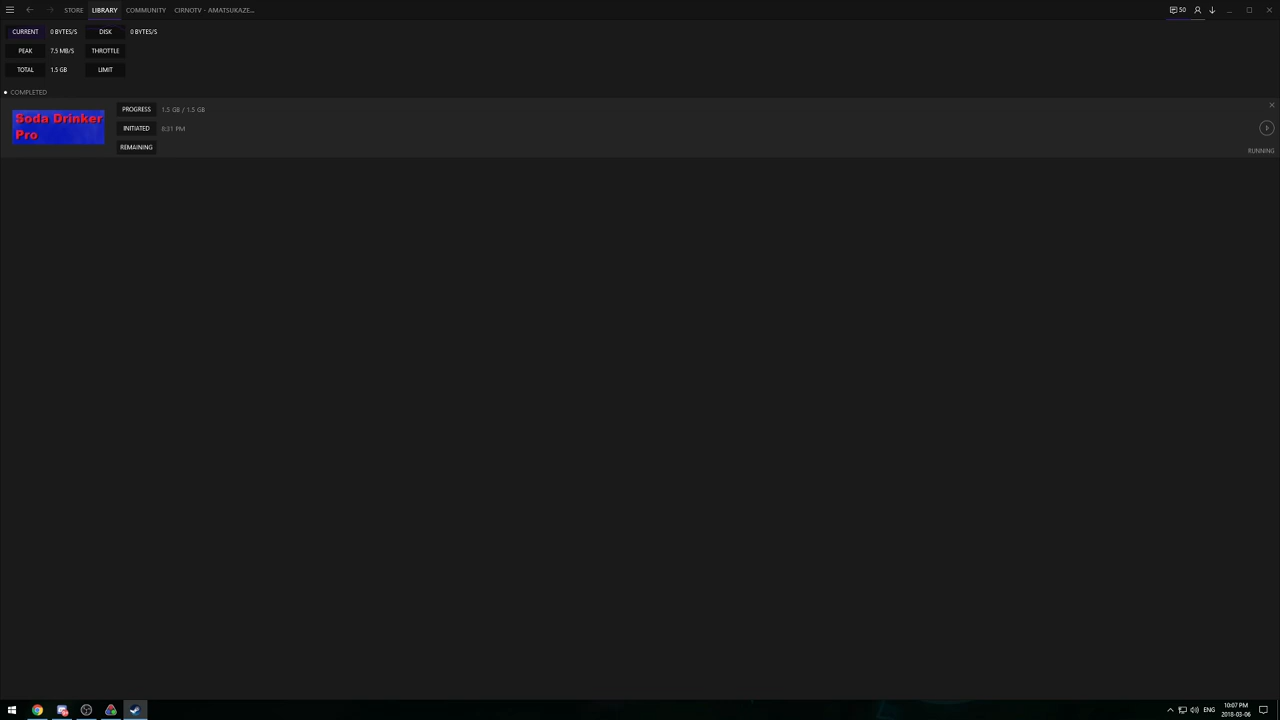 STORE LIBRARY COMMUNITY CIRNOTV - AMATSUKAZE... 50
CURRENT 0 BYTES/S DISK 0 BYTES/S
PEAK 7.5 MB/S THROTTLE
TOTAL 1.5 GB LIMIT
COMPLETED
Soda Drinker
Pro
PROGRESS 1.5 GB / 1.5 GB
INITIATED 8:31 PM
REMAINING
RUNNING
ENG 10:07 PM
2018-03-06